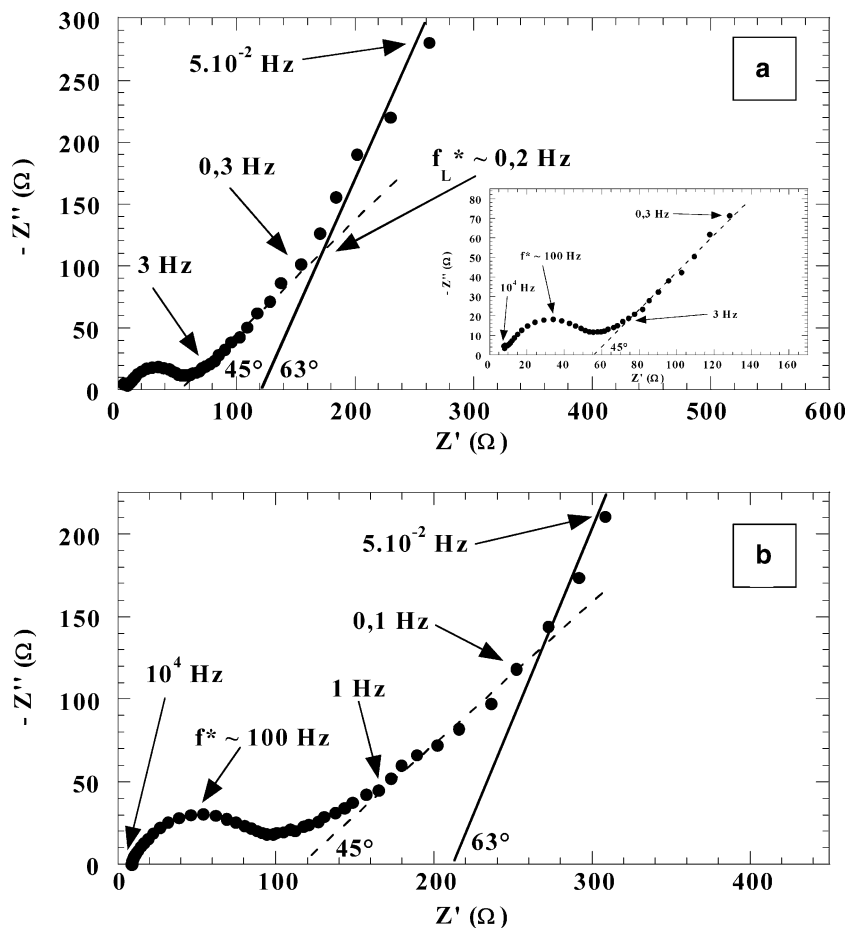 300
250
200
150
100
50
0
- Z'' (Ω)
5.10⁻² Hz
a
0,3 Hz
f_L* ~ 0,2 Hz
3 Hz
45°
63°
0
100
200
300
400
500
600
Z' (Ω)
80
70
60
50
40
30
20
10
0
- Z'' (Ω)
0,3 Hz
f* ~ 100 Hz
10⁴ Hz
3 Hz
45°
0
20
40
60
80
100
120
140
160
Z' (Ω)
200
150
100
50
0
- Z'' (Ω)
5.10⁻² Hz
b
0,1 Hz
10⁴ Hz
1 Hz
f* ~ 100 Hz
45°
63°
0
100
200
300
400
Z' (Ω)